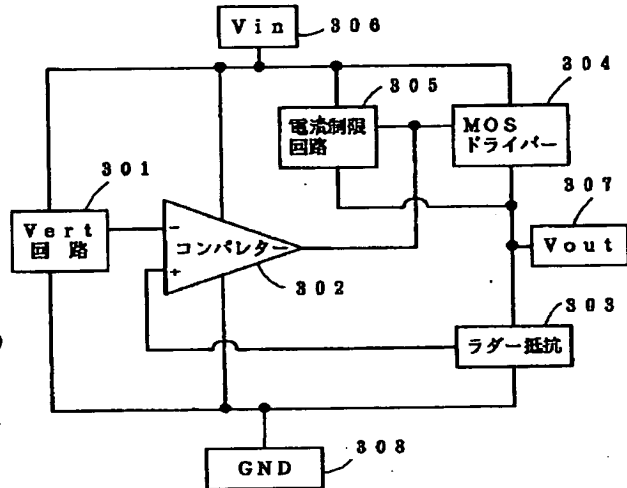 Vin
306
305
304
電流制限
回路
MOS
ドライバー
301
307
Vert
回路
-
コンパレター
+
Vout
302
303
ラダー抵抗
GND
308